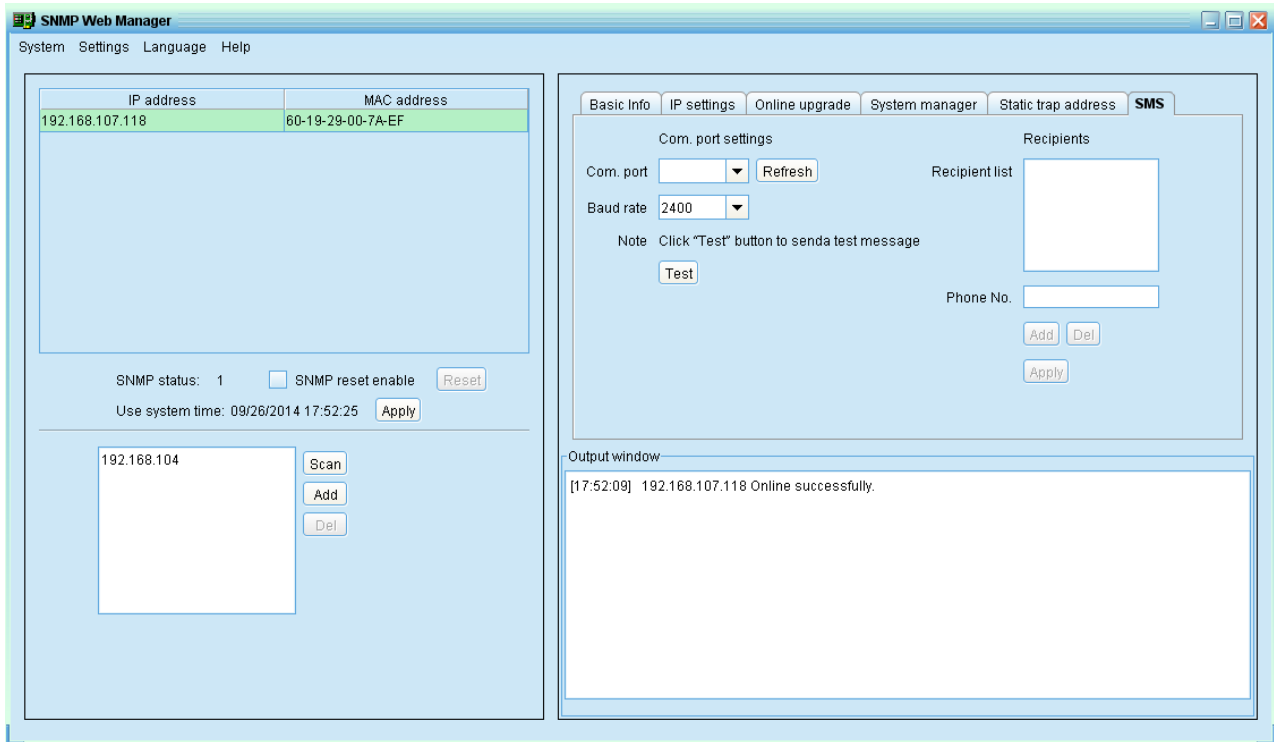 SNMP Web Manager
System Settings Language Help
IP address MAC address
192.168.107.118 60-19-29-00-7A-EF
SNMP status: 1 SNMP reset enable Reset
Use system time: 09/26/2014 17:52:25 Apply
192.168.104
Scan
Add
Del
Basic Info IP settings Online upgrade System manager Static trap address SMS
Com. port settings Recipients
Com. port Refresh Recipient list
Baud rate 2400
Note Click “Test” button to senda test message
Test
Phone No.
Add Del
Apply
Output window
[17:52:09] 192.168.107.118 Online successfully.